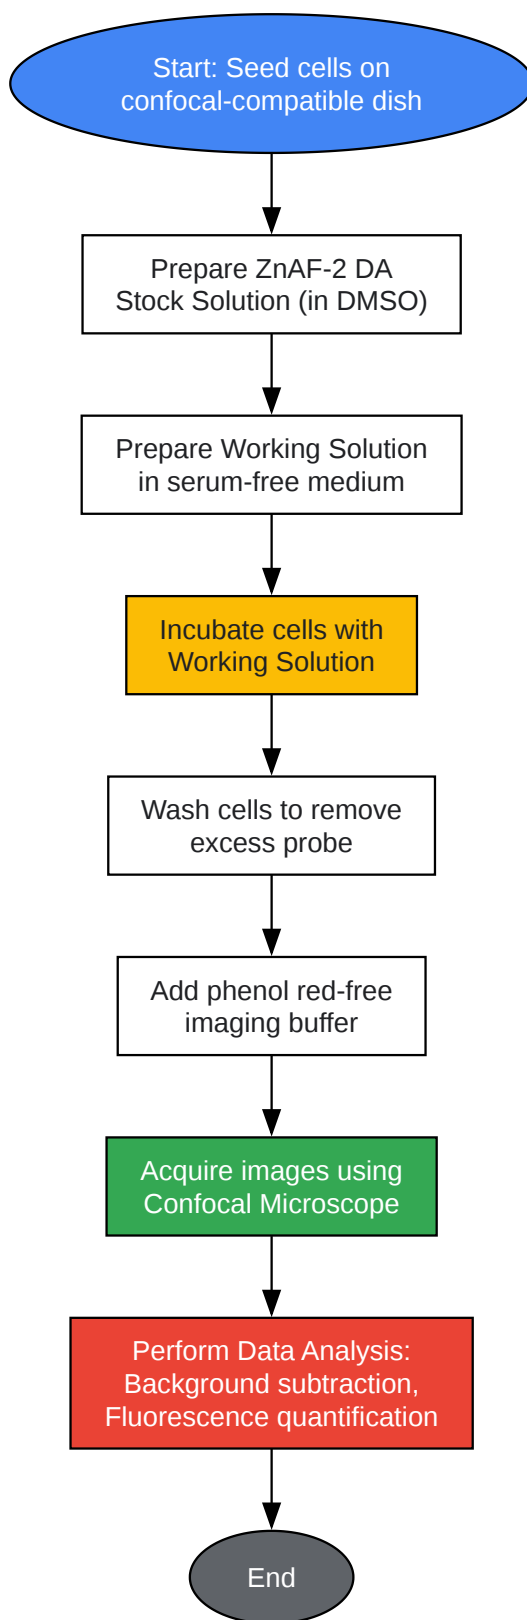 Start: Seed cells on
confocal-compatible dish
Prepare ZnAF-2 DA
Stock Solution (in DMSO)
Prepare Working Solution
in serum-free medium
Incubate cells with
Working Solution
Wash cells to remove
excess probe
Add phenol red-free
imaging buffer
Acquire images using
Confocal Microscope
Perform Data Analysis:
Background subtraction,
Fluorescence quantification
End